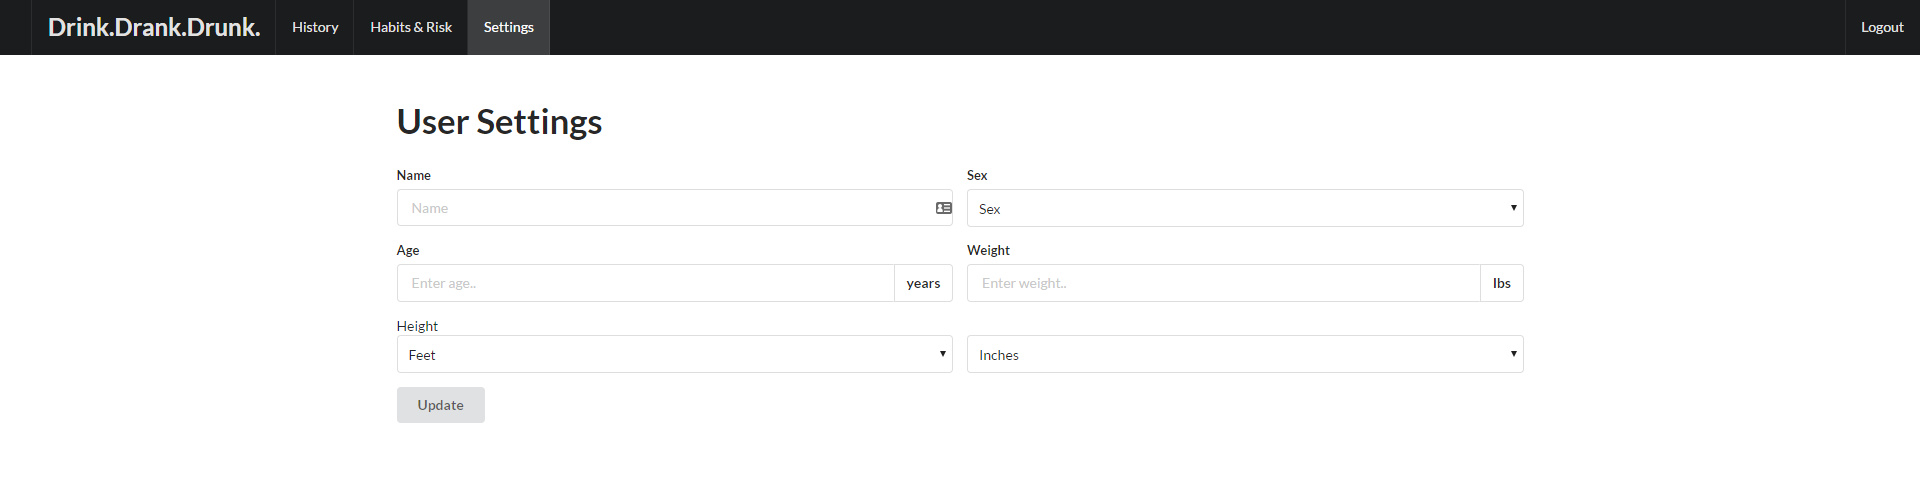 Drink.Drank.Drunk. History Habits & Risk Settings Logout
User Settings
Name Sex
Name Sex
Age Weight
Enter age.. years Enter weight.. lbs
Height
Feet Inches
Update